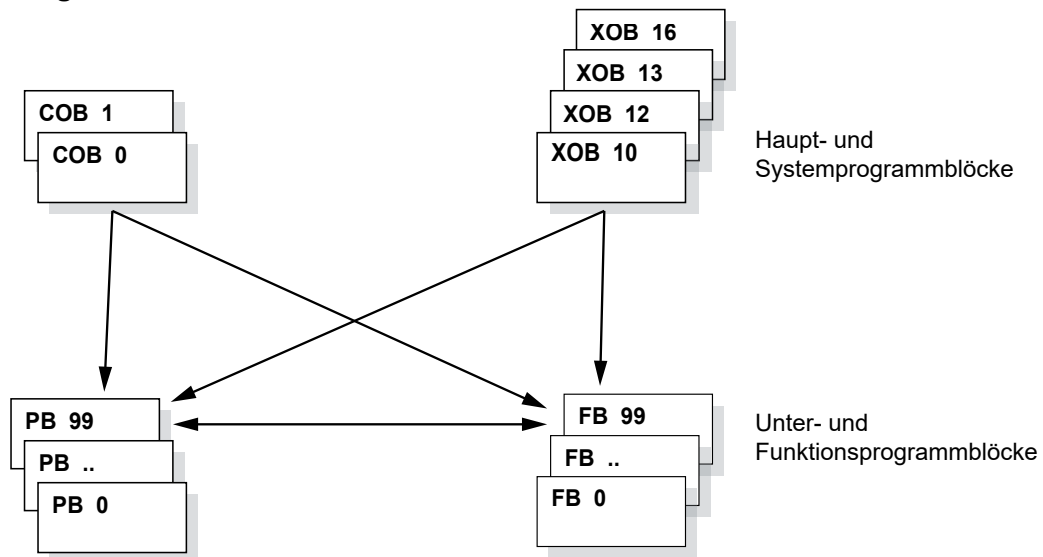 XOB 16
XOB 13
XOB 12
XOB 10
COB 1
COB 0
Haupt- und
Systemprogrammblöcke
PB 99
PB ..
PB 0
FB 99
FB ..
FB 0
Unter- und
Funktionsprogrammblöcke